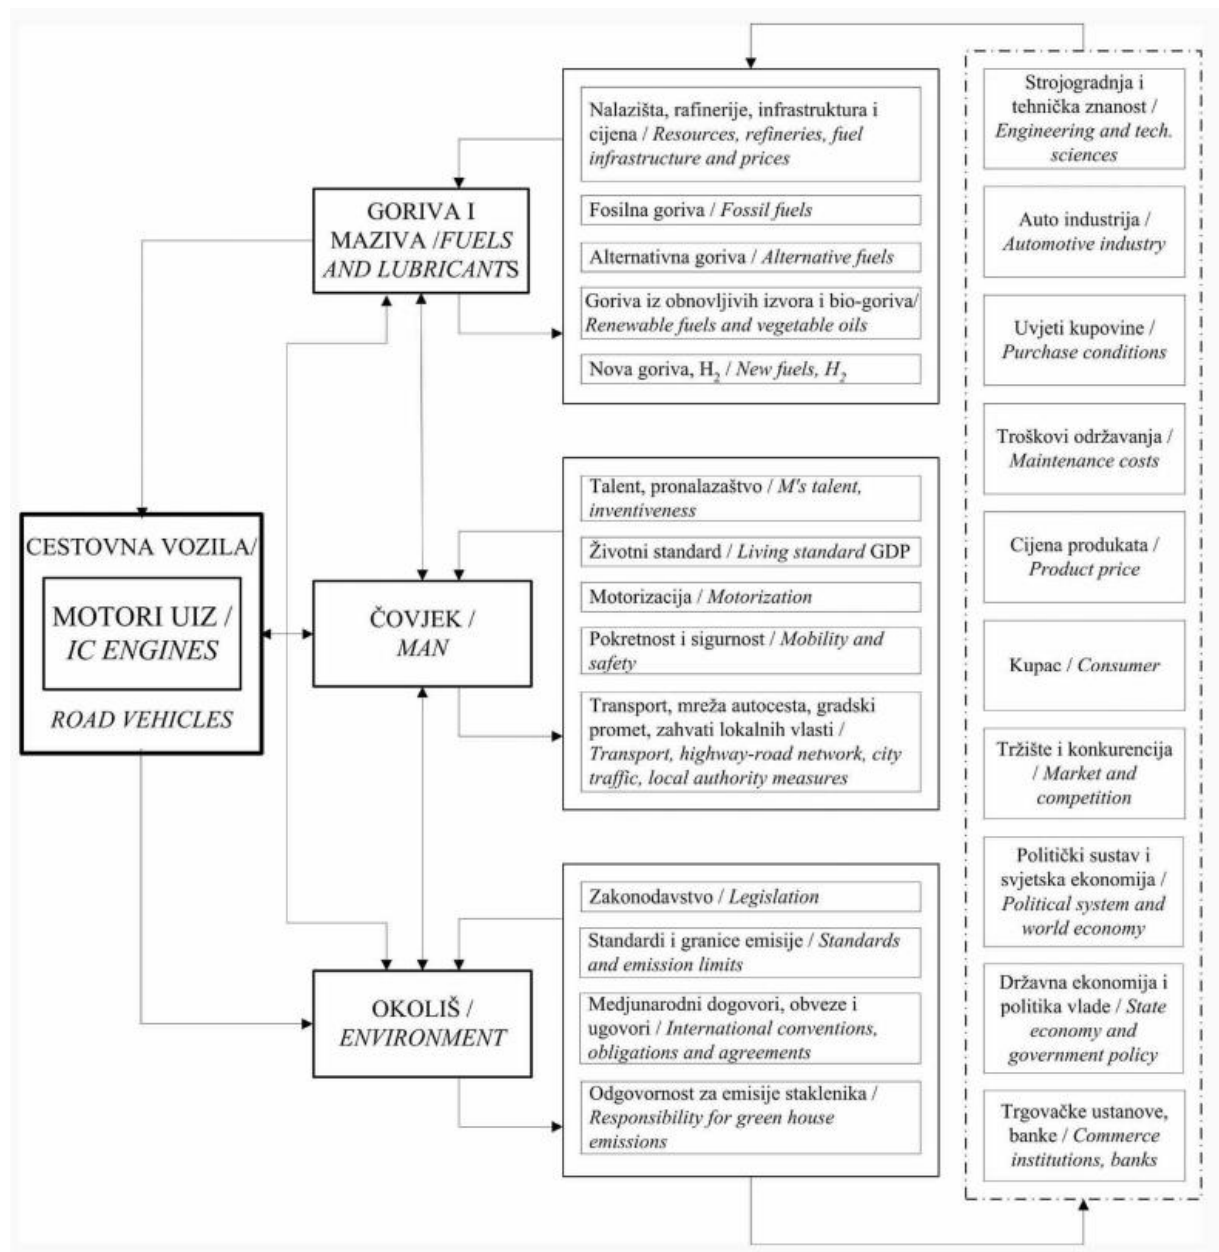 GORIVA I
MAZIVA /FUELS
AND LUBRICANTS
CESTOVNA VOZILA/
MOTORI UIZ /
IC ENGINES
ROAD VEHICLES
ČOVJEK /
MAN
OKOLIŠ /
ENVIRONMENT
Nalazišta, rafinerije, infrastruktura i
cijena / Resources, refineries, fuel
infrastructure and prices
Fosilna goriva / Fossil fuels
Alternativna goriva / Alternative fuels
Goriva iz obnovljivih izvora i bio-goriva/
Renewable fuels and vegetable oils
Nova goriva, H2 / New fuels, H2
Talent, pronalazaštvo / M's talent,
inventiveness
Životni standard / Living standard GDP
Motorizacija / Motorization
Pokretnost i sigurnost / Mobility and
safety
Transport, mreža autocesta, gradski
promet, zahvati lokalnih vlasti /
Transport, highway-road network, city
traffic, local authority measures
Zakonodavstvo / Legislation
Standardi i granice emisije / Standards
and emission limits
Medjunarodni dogovori, obveze i
ugovori / International conventions,
obligations and agreements
Odgovornost za emisije staklenika /
Responsibility for green house
emissions
Strojogradnja i
tehnička znanost /
Engineering and tech.
sciences
Auto industrija /
Automotive industry
Uvjeti kupovine /
Purchase conditions
Troškovi održavanja /
Maintenance costs
Cijena produkata /
Product price
Kupac / Consumer
Tržište i konkurencija
/ Market and
competition
Politički sustav i
svjetska ekonomija /
Political system and
world economy
Državna ekonomija i
politika vlade / State
economy and
government policy
Trgovačke ustanove,
banke / Commerce
institutions, banks